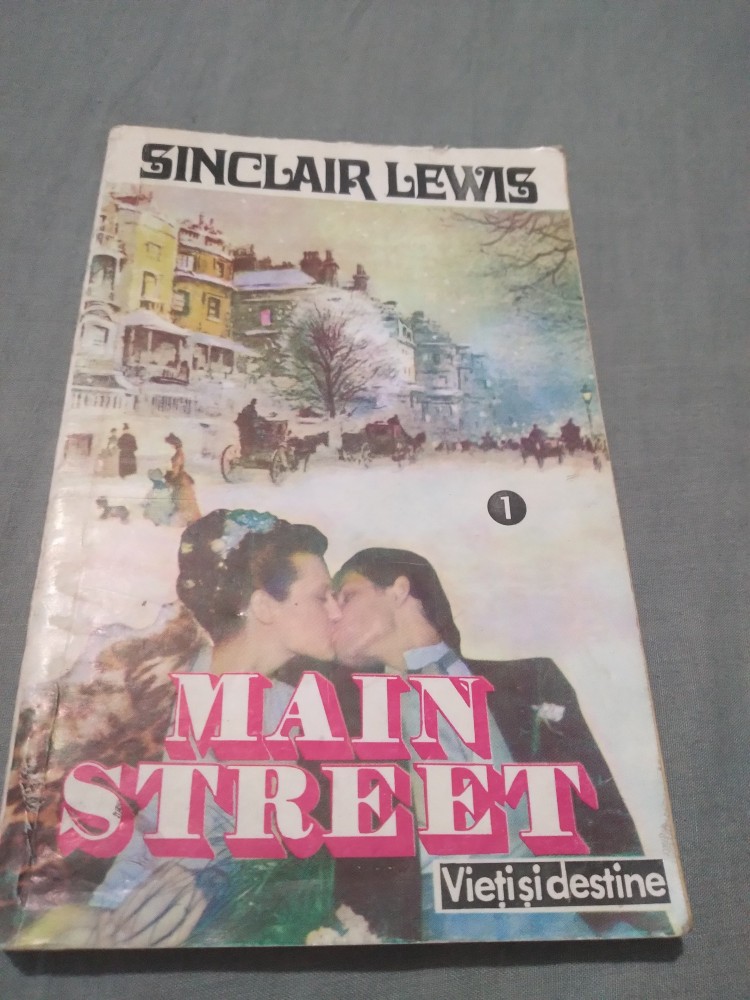 SINCLAIR LEWIS
1
MAIN
STREET
Vieți și destine